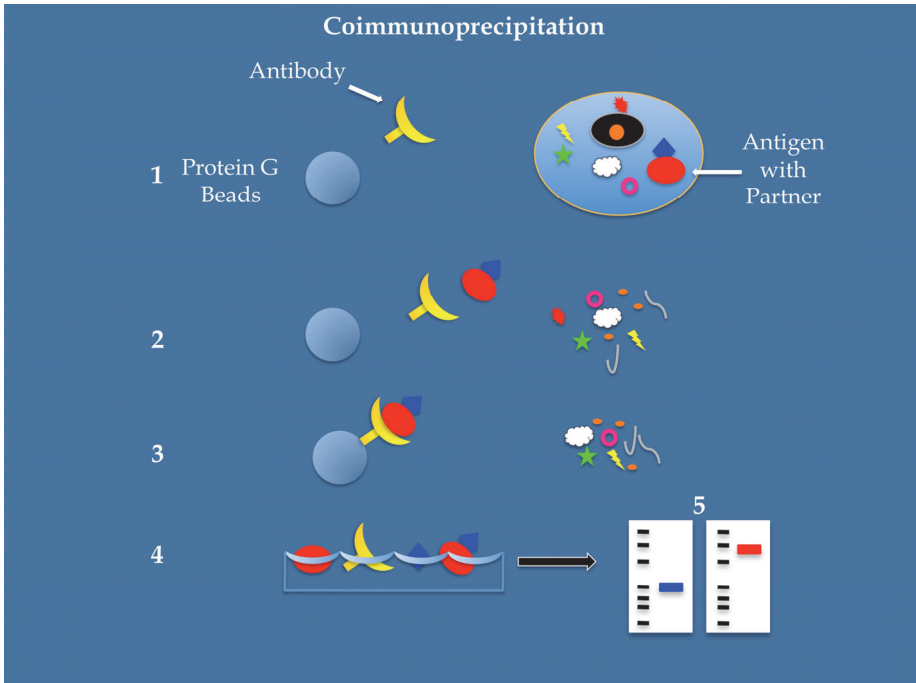 Coimmunoprecipitation
Antibody
Antigen
with
Partner
1
Protein G
Beads
2
3
4
5